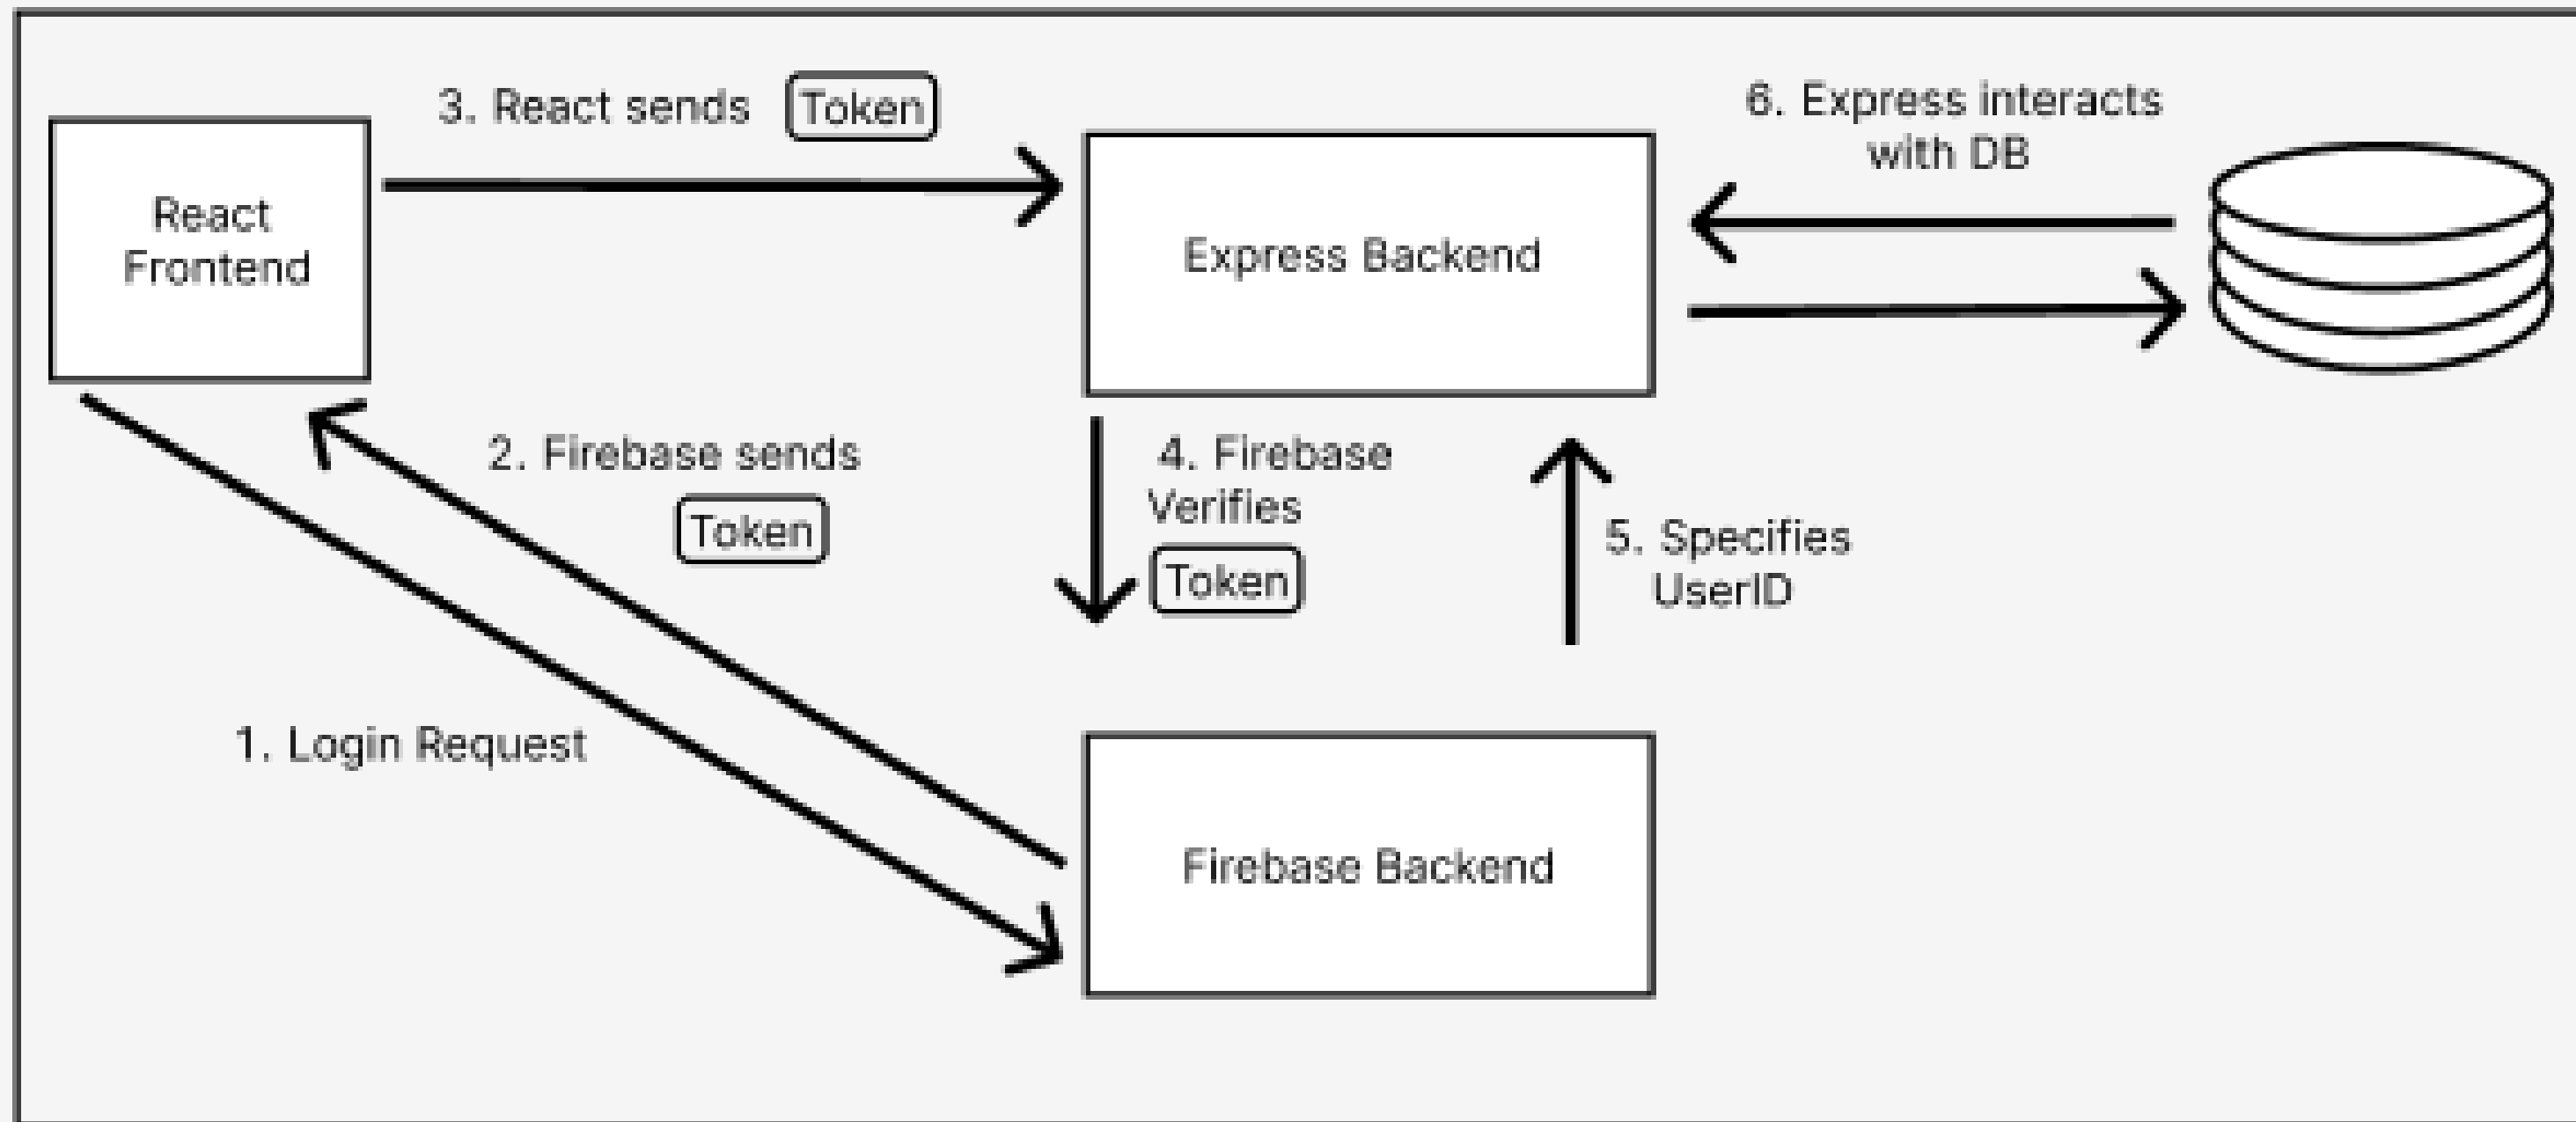 3. React sends Token
6. Express interacts
with DB
React
Frontend
Express Backend
2. Firebase sends
Token
4. Firebase
Verifies
Token
5. Specifies
UserID
1. Login Request
Firebase Backend